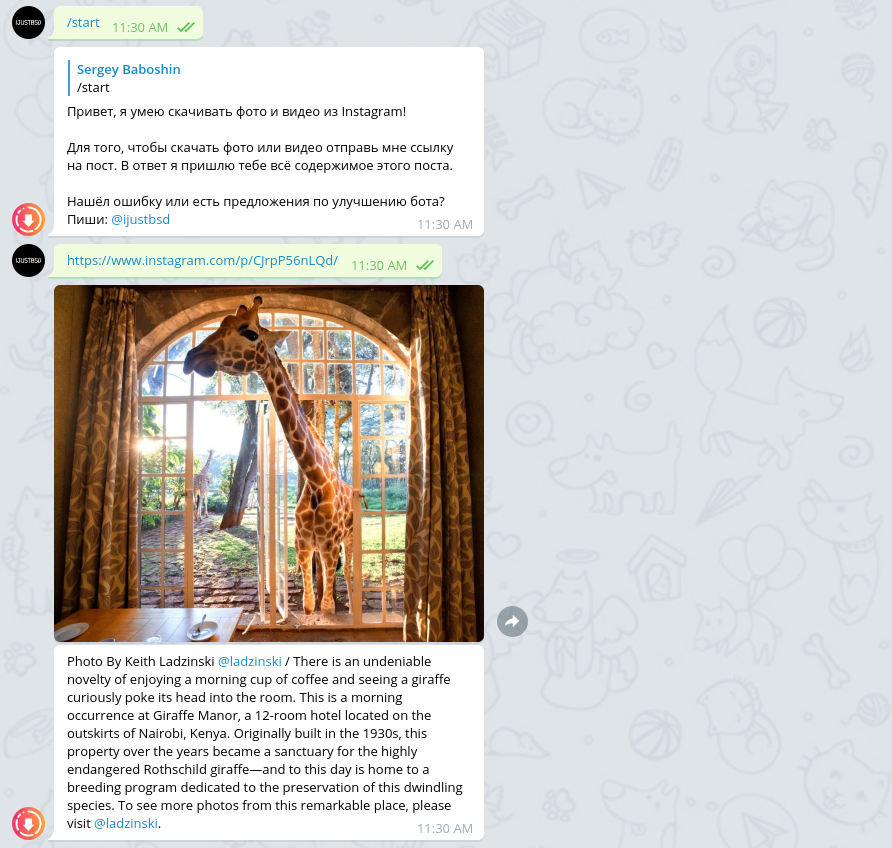 IJUSTBSD
/start 11:30 AM
Sergey Baboshin
/start
Привет, я умею скачивать фото и видео из Instagram!
Для того, чтобы скачать фото или видео отправь мне ссылку
на пост. В ответ я пришлю тебе всё содержимое этого поста.
Нашёл ошибку или есть предложения по улучшению бота?
Пиши: @ijustbsd
11:30 AM
IJUSTBSD
https://www.instagram.com/p/CJrpP56nLQd/ 11:30 AM
Photo By Keith Ladzinski @ladzinski / There is an undeniable
novelty of enjoying a morning cup of coffee and seeing a giraffe
curiously poke its head into the room. This is a morning
occurrence at Giraffe Manor, a 12-room hotel located on the
outskirts of Nairobi, Kenya. Originally built in the 1930s, this
property over the years became a sanctuary for the highly
endangered Rothschild giraffe—and to this day is home to a
breeding program dedicated to the preservation of this dwindling
species. To see more photos from this remarkable place, please
visit @ladzinski.
11:30 AM